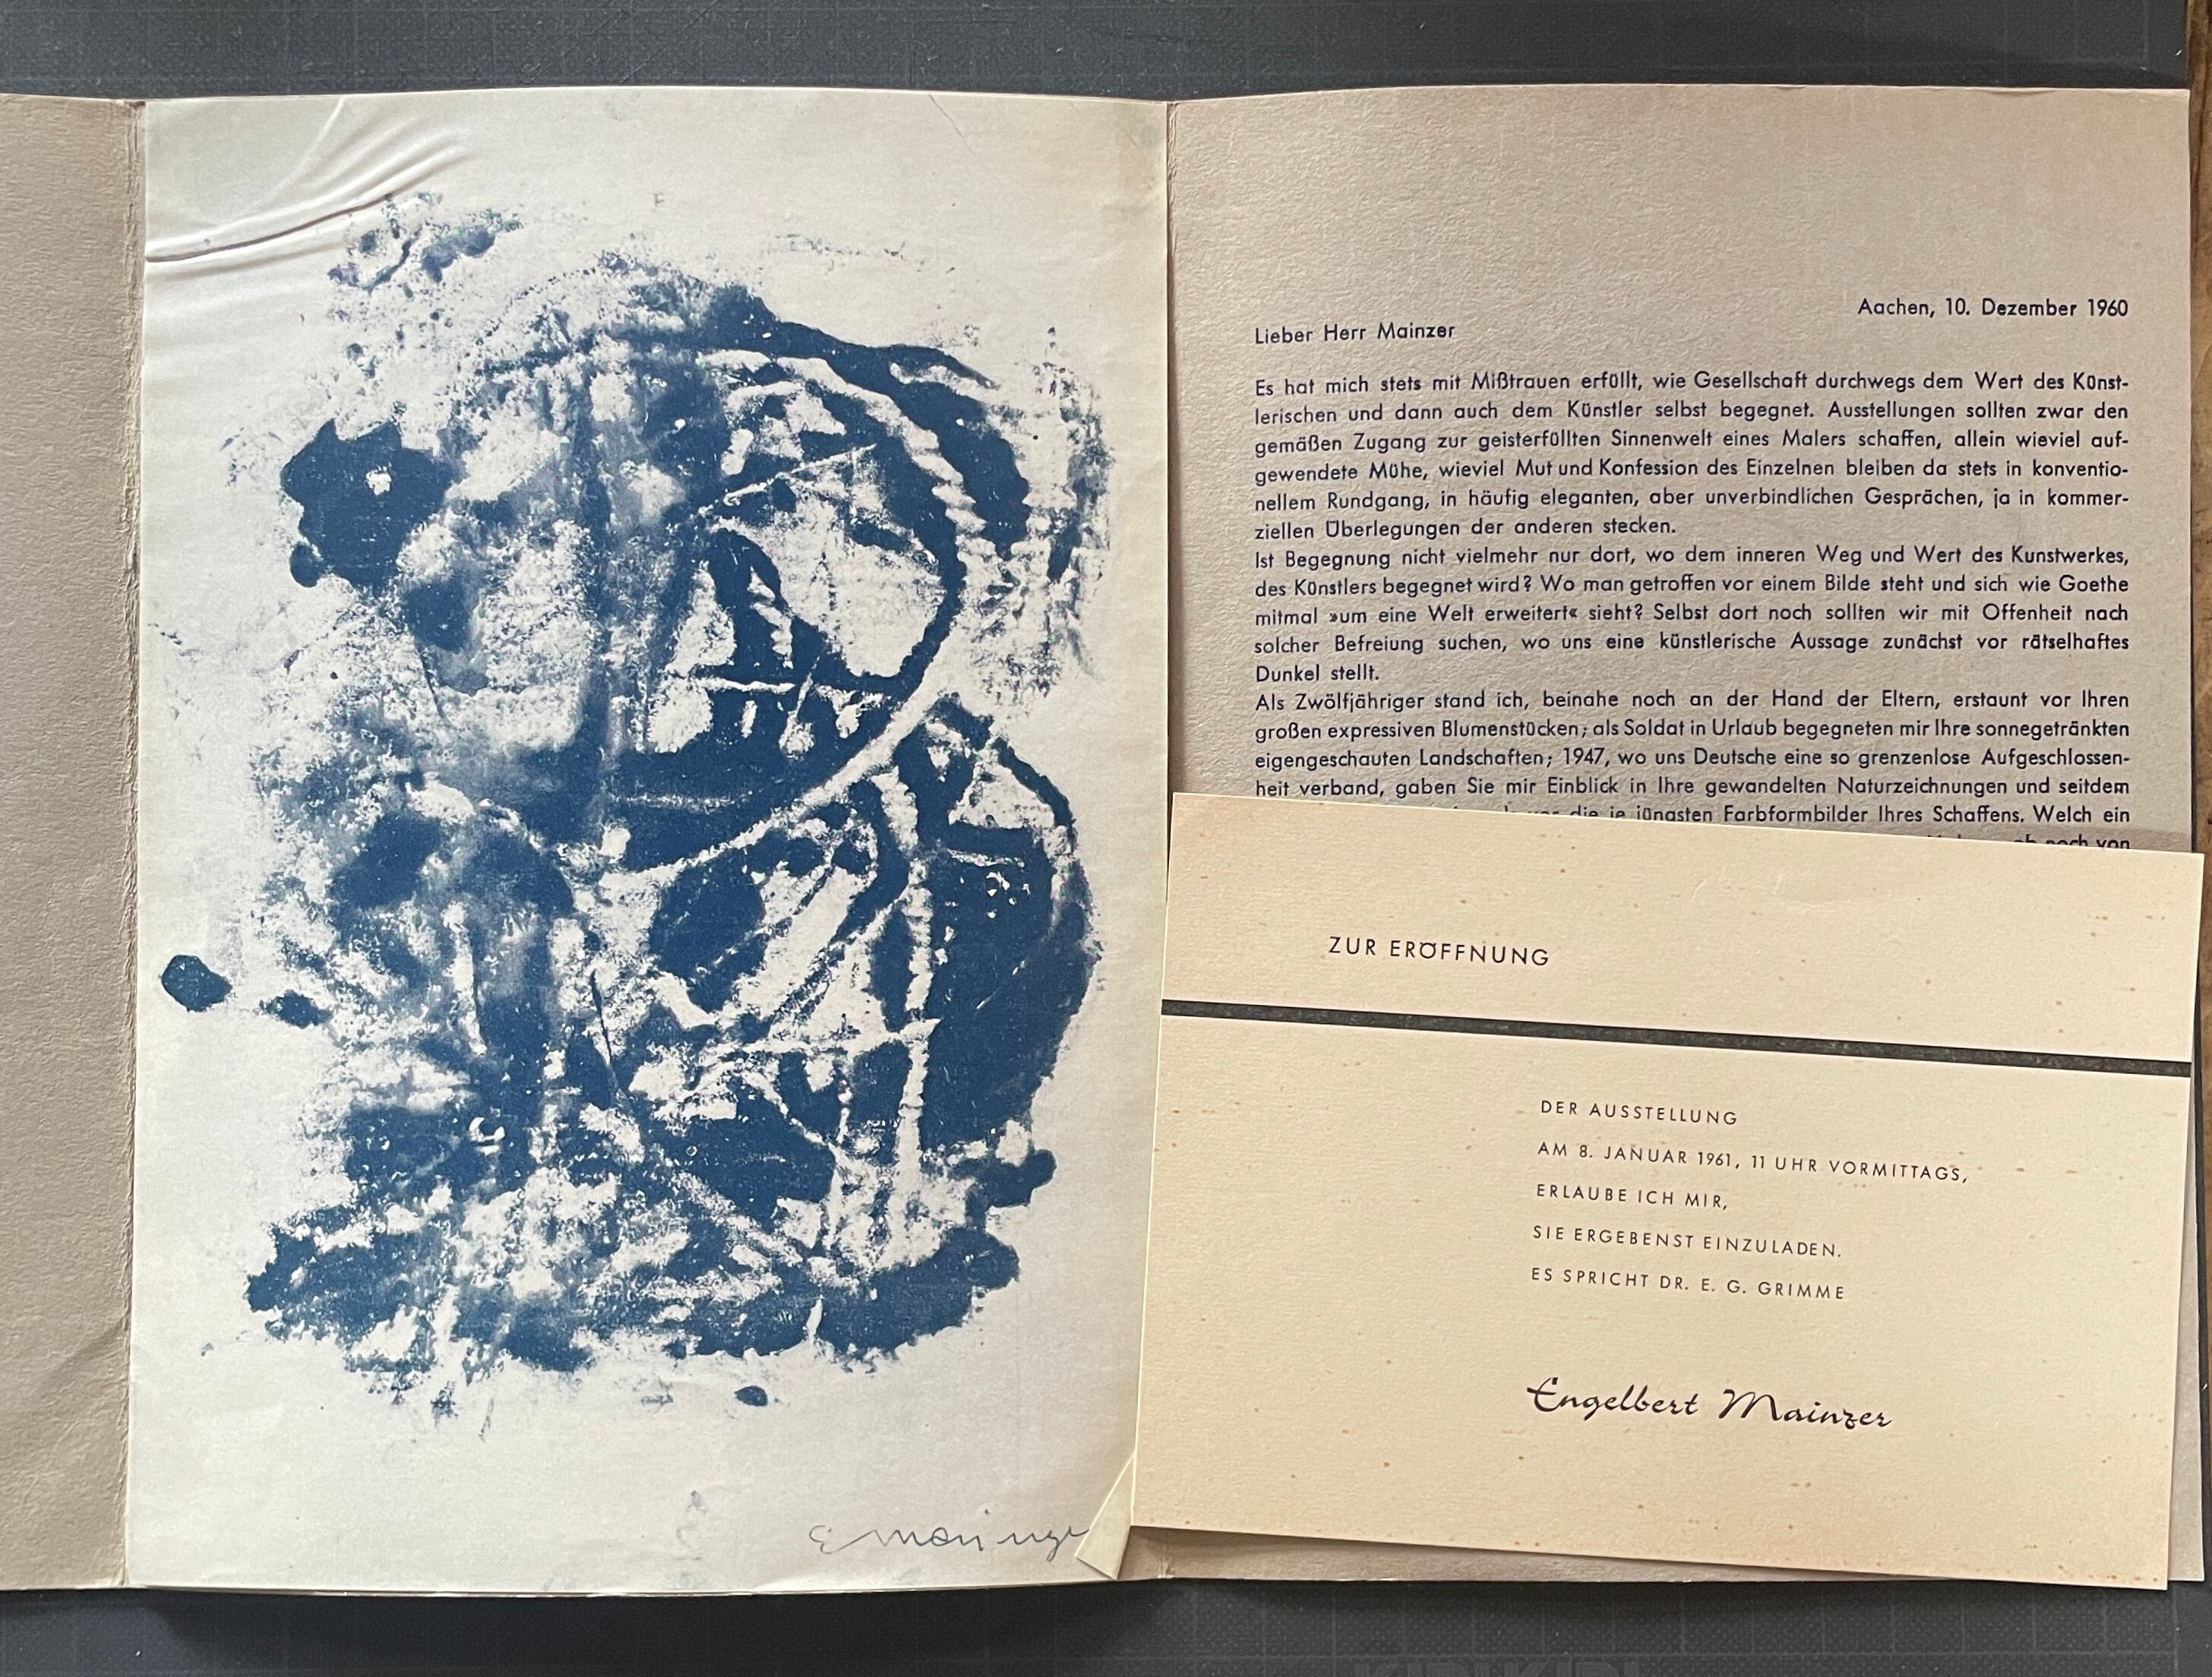 Aachen, 10. Dezember 1960
Lieber Herr Mainzer
Es hat mich stets mit Mißtrauen erfüllt, wie Gesellschaft durchwegs dem Wert des Künst-
lerischen und dann auch dem Künstler selbst begegnet. Ausstellungen sollten zwar den
gemäßen Zugang zur geisterfüllten Sinnenwelt eines Malers schaffen, allein wieviel auf-
gewendete Mühe, wieviel Mut und Konfession des Einzelnen bleiben da stets in konventio-
nellem Rundgang, in häufig eleganten, aber unverbindlichen Gesprächen, ja in kommer-
ziellen Überlegungen der anderen stecken.
Ist Begegnung nicht vielmehr nur dort, wo dem inneren Weg und Wert des Kunstwerkes,
des Künstlers begegnet wird? Wo man getroffen vor einem Bilde steht und sich wie Goethe
mitmal »um eine Welt erweitert« sieht? Selbst dort noch sollten wir mit Offenheit nach
solcher Befreiung suchen, wo uns eine künstlerische Aussage zunächst vor rätselhaftes
Dunkel stellt.
Als Zwölfjähriger stand ich, beinahe noch an der Hand der Eltern, erstaunt vor Ihren
großen expressiven Blumenstücken; als Soldat in Urlaub begegneten mir Ihre sonnegetränkten
eigengeschauten Landschaften; 1947, wo uns Deutsche eine so grenzenlose Aufgeschlossen-
heit verband, gaben Sie mir Einblick in Ihre gewandelten Naturzeichnungen und seitdem
die je jüngsten Farbformbilder Ihres Schaffens. Welch ein
ob noch von
ZUR ERÖFFNUNG
DER AUSSTELLUNG
AM 8. JANUAR 1961, 11 UHR VORMITTAGS,
ERLAUBE ICH MIR,
SIE ERGEBENST EINZULADEN.
ES SPRICHT DR. E. G. GRIMME
Engelbert Mainzer